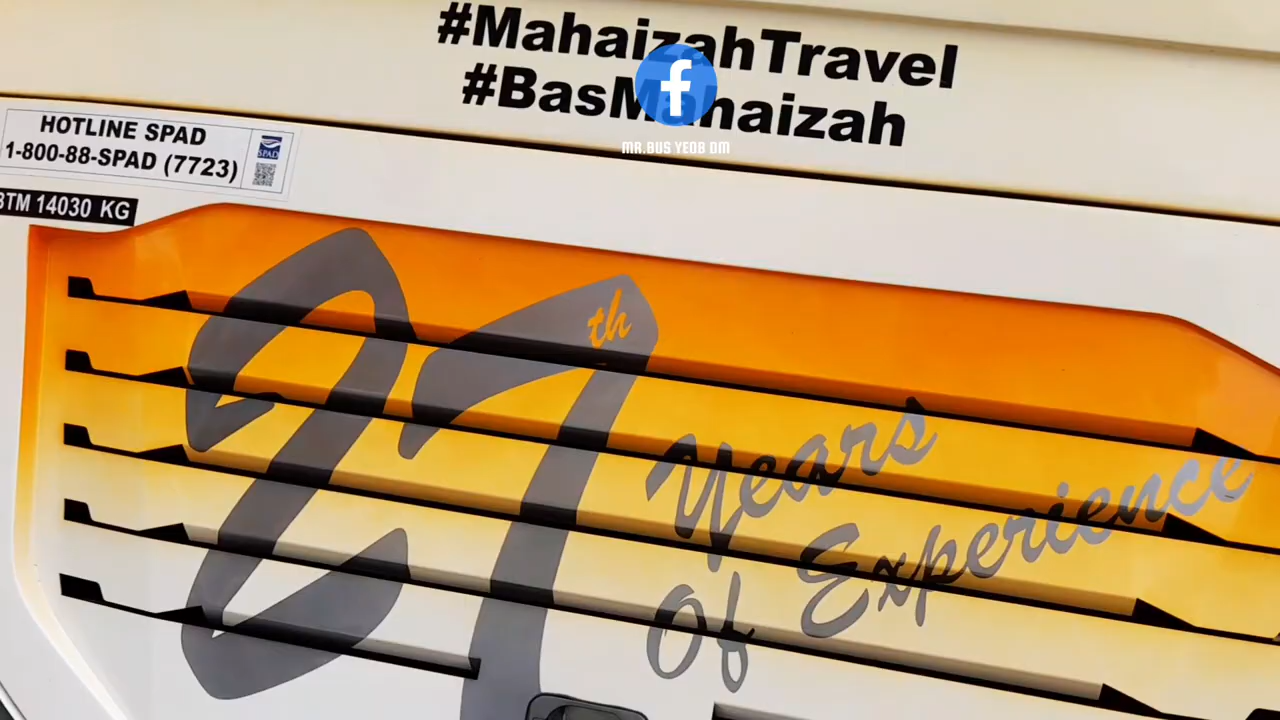 #MahaizahTravel
#BasMahaizah
MR.BUS YEOB DM
HOTLINE SPAD
1-800-88-SPAD (7723)
SPAD
BTM 14030 KG
27th
Years
Of Experience